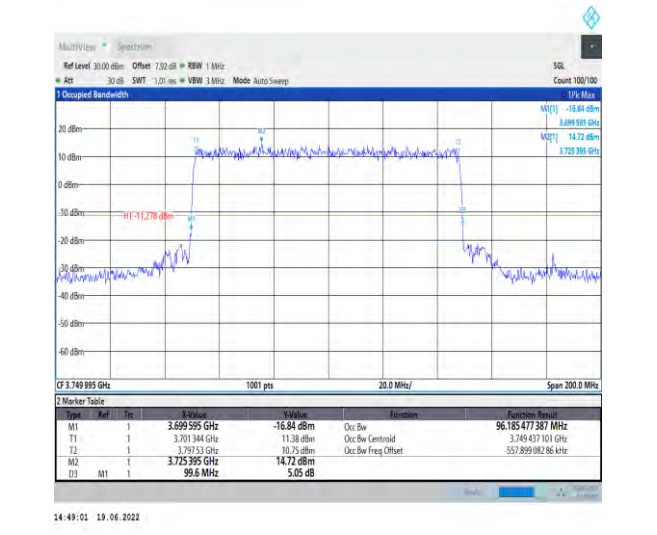 MultiView Spectrum
Ref Level 30.00 dBm Offset 7.92 dB RBW 1 MHz SGL
Att 30 dB SWT 1.01 ms VBW 3 MHz Mode Auto Sweep Count 100/100
1 Occupied Bandwidth 1Pk Max
M1[1] -16.84 dBm
3.699 595 GHz
M2[1] 14.72 dBm
3.725 395 GHz
20 dBm
M2
T1 T2
10 dBm
0 dBm
-10 dBm
H1 -11.278 dBm
M1 D3
-20 dBm
-30 dBm
-40 dBm
-50 dBm
-60 dBm
CF 3.749 995 GHz 1001 pts 20.0 MHz/ Span 200.0 MHz
2 Marker Table
Type Ref Trc X-Value Y-Value Function Function Result
M1 1 3.699 595 GHz -16.84 dBm Occ Bw 96.185 477 387 MHz
T1 1 3.701 344 GHz 11.38 dBm Occ Bw Centroid 3.749 437 101 GHz
T2 1 3.797 53 GHz 10.75 dBm Occ Bw Freq Offset -557.899 082 86 kHz
M2 1 3.725 395 GHz 14.72 dBm
D3 M1 1 99.6 MHz 5.05 dB
14:49:01 19.06.2022